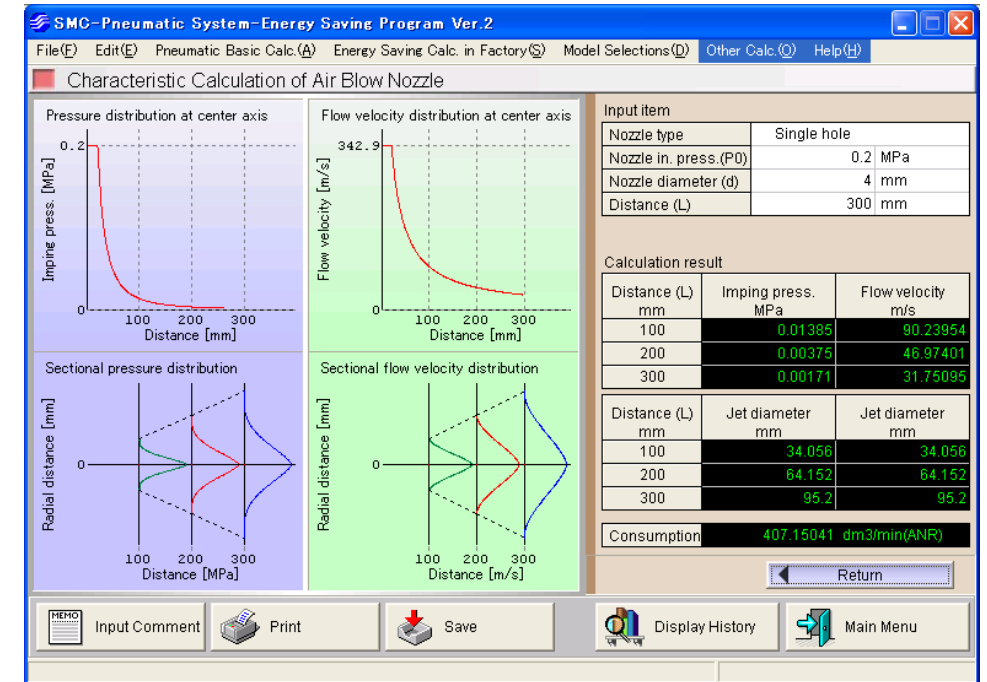 SMC-Pneumatic System-Energy Saving Program Ver.2
File(F) Edit(E) Pneumatic Basic Calc.(A) Energy Saving Calc. in Factory(S) Model Selections(D) Other Calc.(O) Help(H)
Characteristic Calculation of Air Blow Nozzle
Pressure distribution at center axis
0.2
Imping press. [MPa]
0
100 200 300
Distance [mm]
Flow velocity distribution at center axis
342.9
Flow velocity [m/s]
0
100 200 300
Distance [mm]
Sectional pressure distribution
Radial distance [mm]
0
100 200 300
Distance [MPa]
Sectional flow velocity distribution
Radial distance [mm]
0
100 200 300
Distance [m/s]
Input item
Nozzle type Single hole
Nozzle in. press.(P0) 0.2 MPa
Nozzle diameter (d) 4 mm
Distance (L) 300 mm
Calculation result
Distance (L) Imping press. Flow velocity
mm MPa m/s
100 0.01385 90.23954
200 0.00375 46.97401
300 0.00171 31.75095
Distance (L) Jet diameter Jet diameter
mm mm mm
100 34.056 34.056
200 64.152 64.152
300 95.2 95.2
Consumption 407.15041 dm3/min(ANR)
Return
MEMO
Input Comment Print Save Display History Main Menu